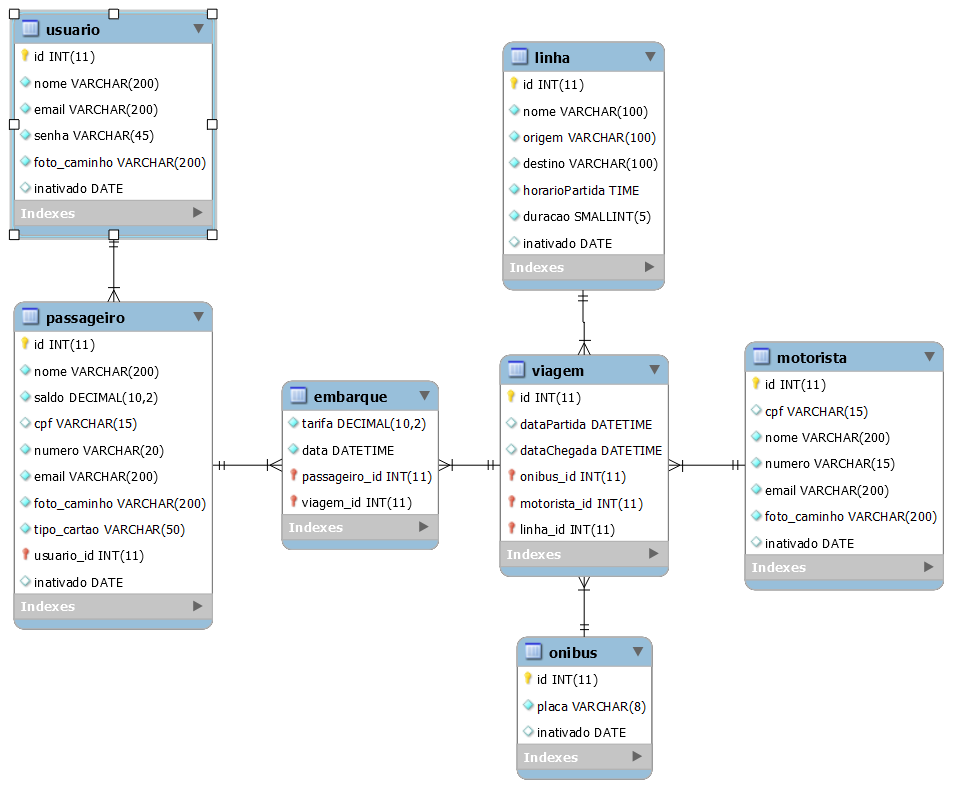 usuario
id INT(11)
nome VARCHAR(200)
email VARCHAR(200)
senha VARCHAR(45)
foto_caminho VARCHAR(200)
inativado DATE
Indexes
linha
id INT(11)
nome VARCHAR(100)
origem VARCHAR(100)
destino VARCHAR(100)
horarioPartida TIME
duracao SMALLINT(5)
inativado DATE
Indexes
passageiro
id INT(11)
nome VARCHAR(200)
saldo DECIMAL(10,2)
cpf VARCHAR(15)
numero VARCHAR(20)
email VARCHAR(200)
foto_caminho VARCHAR(200)
tipo_cartao VARCHAR(50)
usuario_id INT(11)
inativado DATE
Indexes
embarque
tarifa DECIMAL(10,2)
data DATETIME
passageiro_id INT(11)
viagem_id INT(11)
Indexes
viagem
id INT(11)
dataPartida DATETIME
dataChegada DATETIME
onibus_id INT(11)
motorista_id INT(11)
linha_id INT(11)
Indexes
motorista
id INT(11)
cpf VARCHAR(15)
nome VARCHAR(200)
numero VARCHAR(15)
email VARCHAR(200)
foto_caminho VARCHAR(200)
inativado DATE
Indexes
onibus
id INT(11)
placa VARCHAR(8)
inativado DATE
Indexes